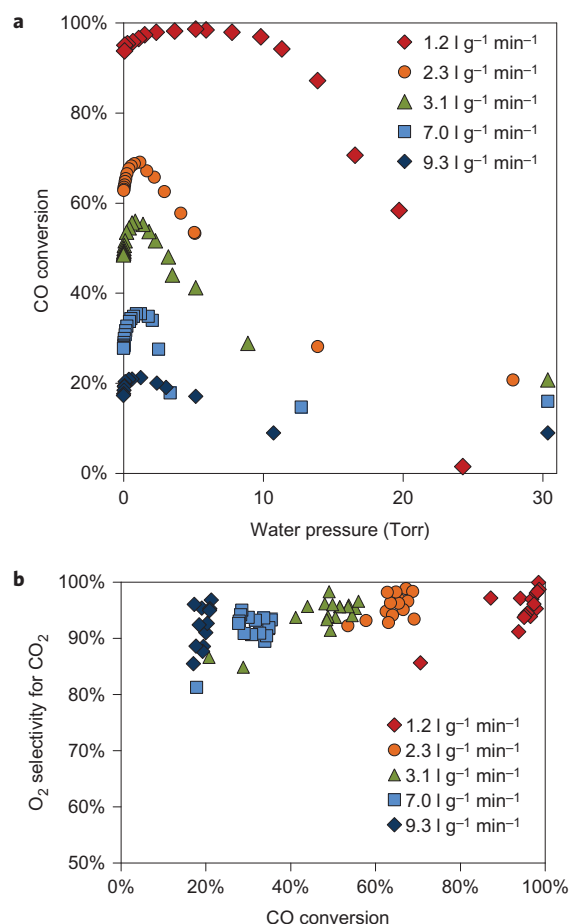 a
100%
80%
60%
40%
20%
0%
CO conversion
0
10
20
30
Water pressure (Torr)
1.2 l g⁻¹ min⁻¹
2.3 l g⁻¹ min⁻¹
3.1 l g⁻¹ min⁻¹
7.0 l g⁻¹ min⁻¹
9.3 l g⁻¹ min⁻¹
b
100%
90%
80%
70%
60%
50%
O₂ selectivity for CO₂
0%
20%
40%
60%
80%
100%
CO conversion
1.2 l g⁻¹ min⁻¹
2.3 l g⁻¹ min⁻¹
3.1 l g⁻¹ min⁻¹
7.0 l g⁻¹ min⁻¹
9.3 l g⁻¹ min⁻¹